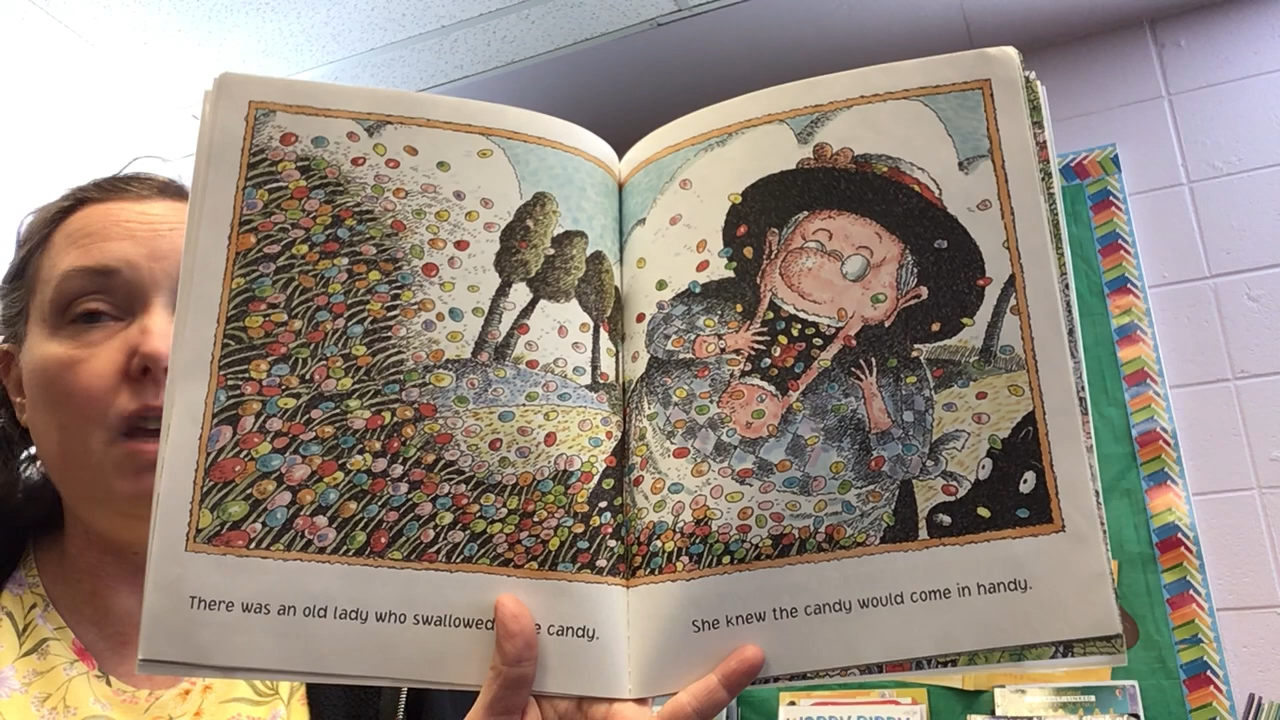 There was an old lady who swallowed candy.
She knew the candy would come in handy.